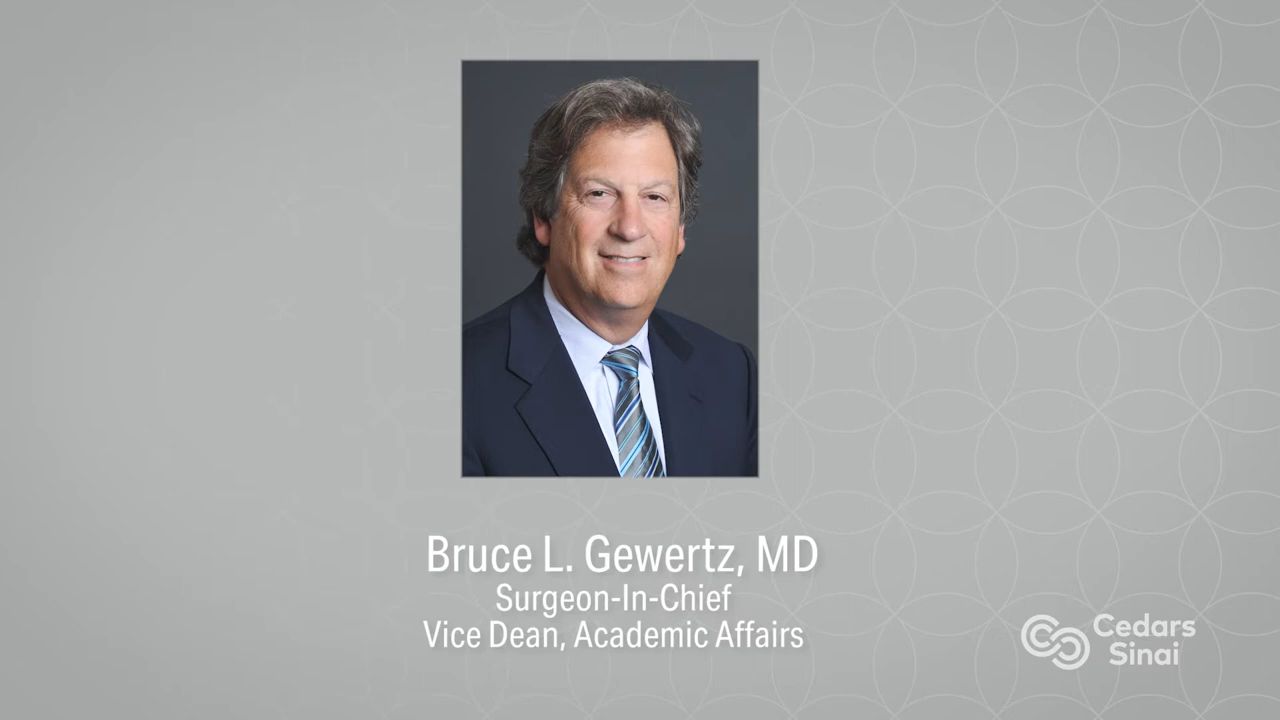 Bruce L. Gewertz, MD
Surgeon-In-Chief
Vice Dean, Academic Affairs
Cedars
Sinai